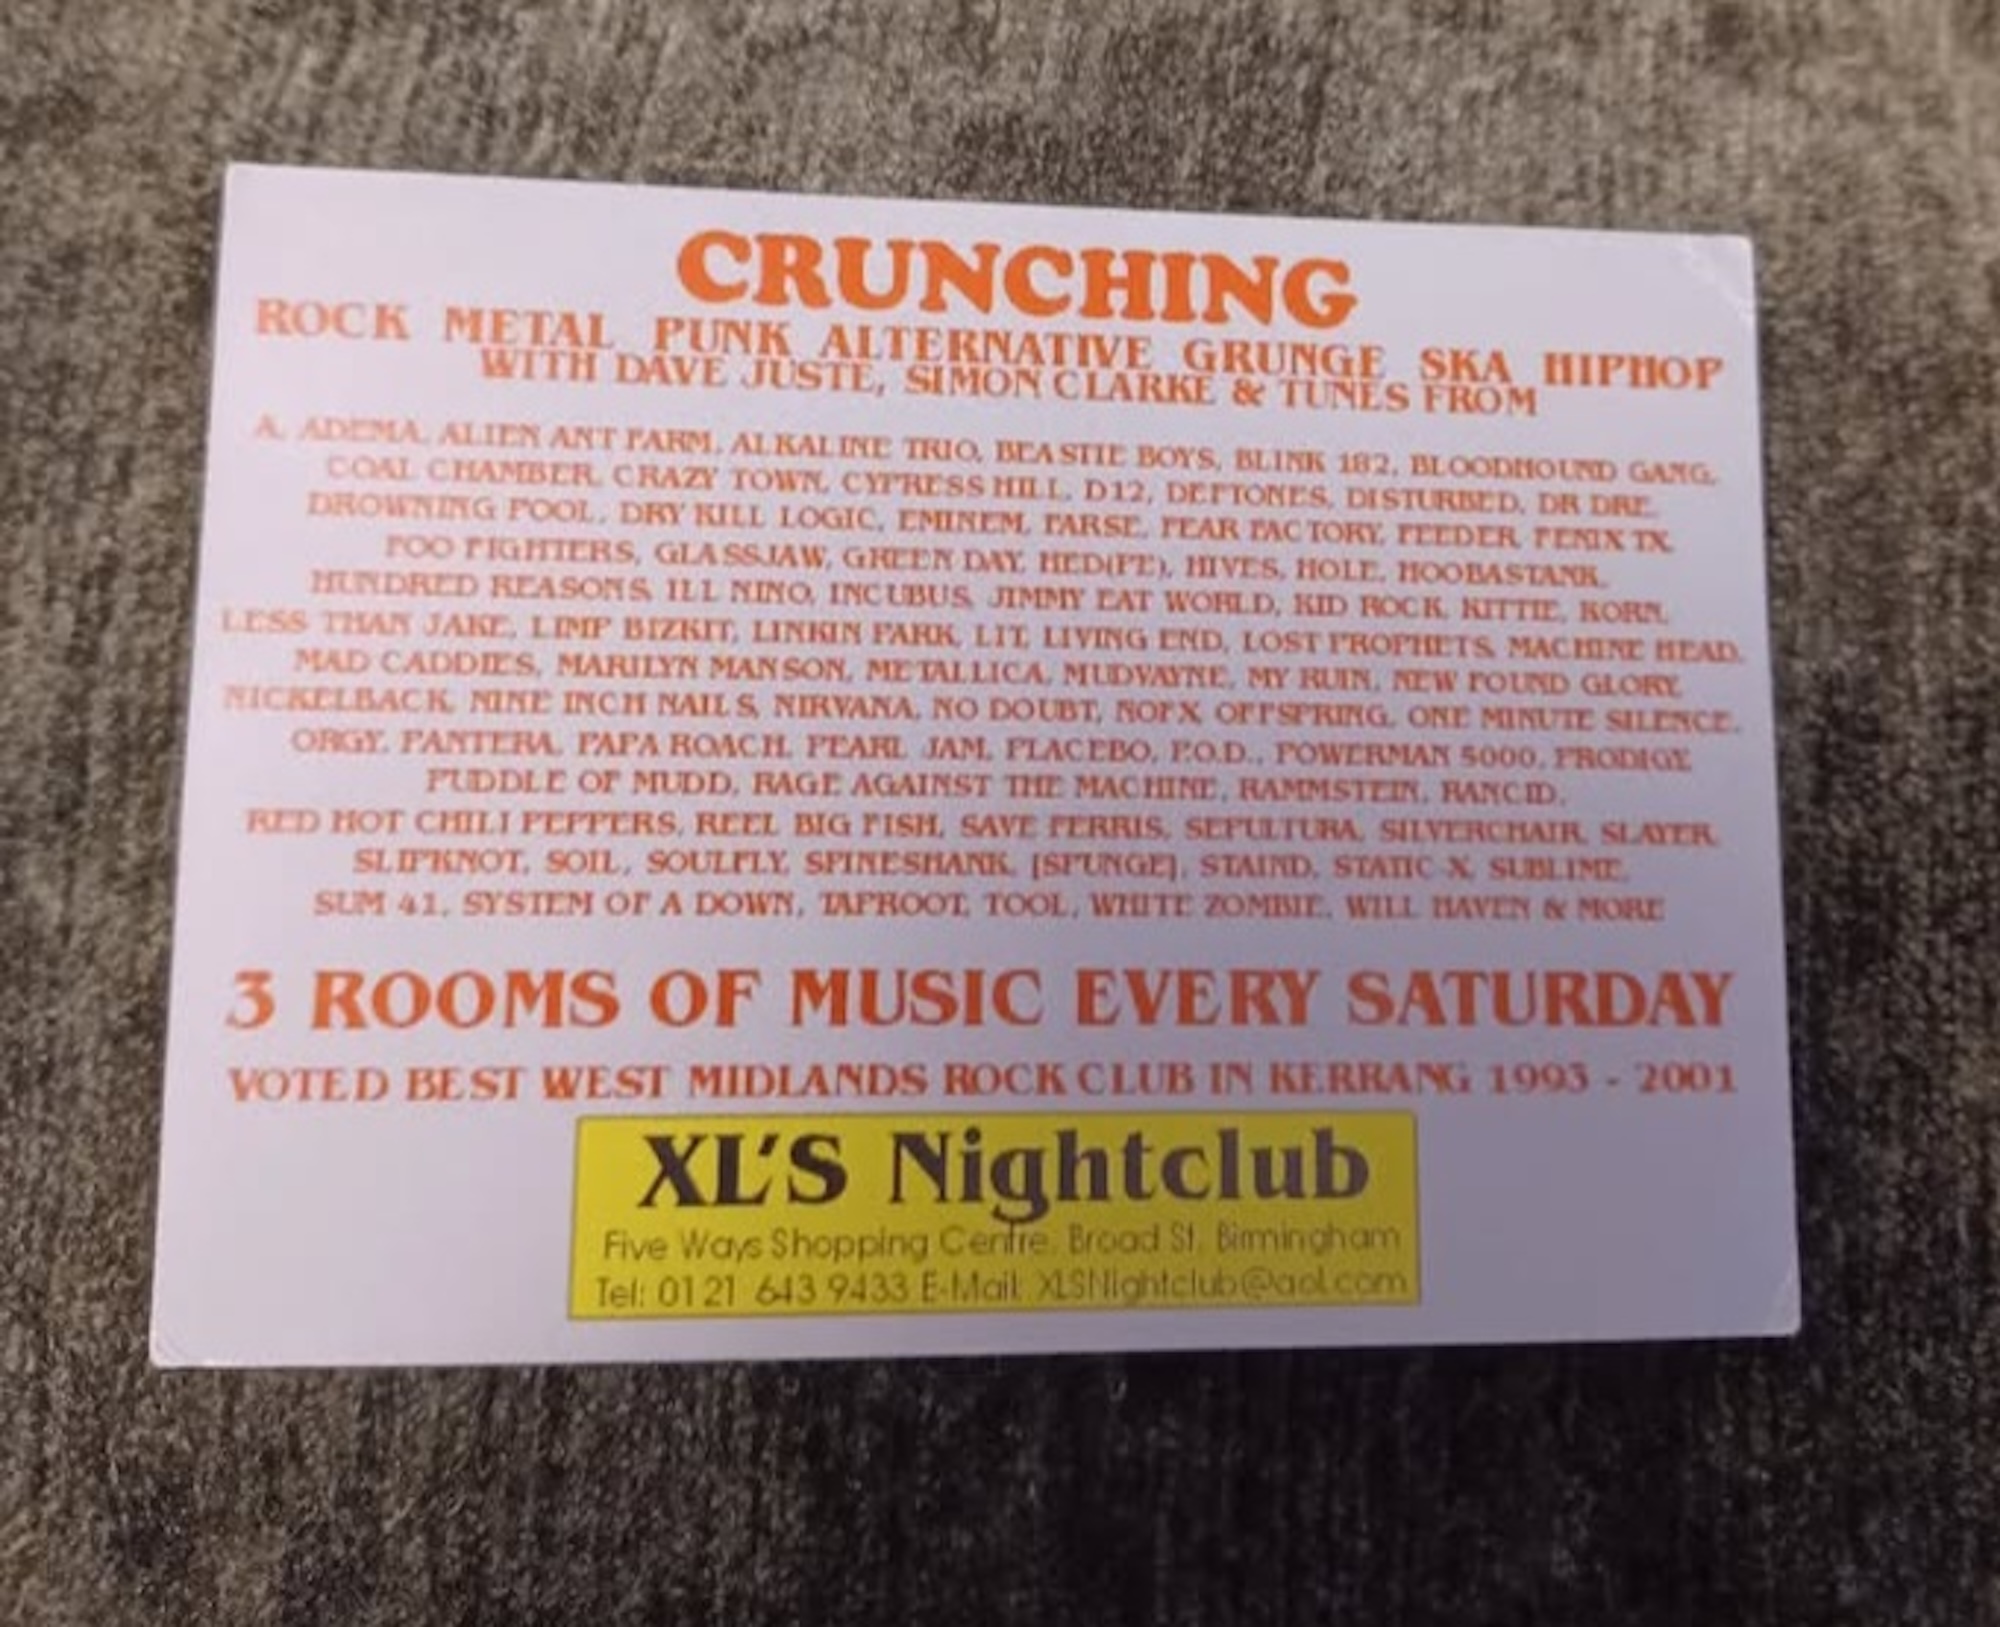 CRUNCHING
ROCK METAL PUNK ALTERNATIVE GRUNGE SKA HIPHOP
WITH DAVE JUSTE, SIMON CLARKE & TUNES FROM
A, ADEMA, ALIEN ANT FARM, ALKALINE TRIO, BEASTIE BOYS, BLINK 182, BLOODHOUND GANG,
COAL CHAMBER, CRAZY TOWN, CYPRESS HILL, D12, DEFTONES, DISTURBED, DR DRE,
DROWNING POOL, DRY KILL LOGIC, EMINEM, FARSE, FEAR FACTORY, FEEDER, FENIX TX,
FOO FIGHTERS, GLASSJAW, GREEN DAY, HED(PE), HIVES, HOLE, HOOBASTANK,
HUNDRED REASONS, ILL NINO, INCUBUS, JIMMY EAT WORLD, KID ROCK, KITTIE, KORN,
LESS THAN JAKE, LIMP BIZKIT, LINKIN PARK, LIT, LIVING END, LOST PROPHETS, MACHINE HEAD,
MAD CADDIES, MARILYN MANSON, METALLICA, MUDVAYNE, MY RUIN, NEW FOUND GLORY,
NICKELBACK, NINE INCH NAILS, NIRVANA, NO DOUBT, NOFX OFFSPRING, ONE MINUTE SILENCE,
ORGY, PANTERA, PAPA ROACH, PEARL JAM, PLACEBO, P.O.D., POWERMAN 5000, PRODIGY,
PUDDLE OF MUDD, RAGE AGAINST THE MACHINE, RAMMSTEIN, RANCID,
RED HOT CHILI PEPPERS, REEL BIG FISH, SAVE FERRIS, SEPULTURA, SILVERCHAIR, SLAYER,
SLIPKNOT, SOIL, SOULFLY, SPINESHANK, [SPUNGE], STAIND, STATIC X, SUBLIME,
SUM 41, SYSTEM OF A DOWN, TAPROOT, TOOL, WHITE ZOMBIE, WILL HAVEN & MORE
3 ROOMS OF MUSIC EVERY SATURDAY
VOTED BEST WEST MIDLANDS ROCK CLUB IN KERRANG 1993 - 2001
XL'S Nightclub
Five Ways Shopping Centre, Broad St, Birmingham
Tel: 0121 643 9433 E-Mail: XLSNightclub@aol.com